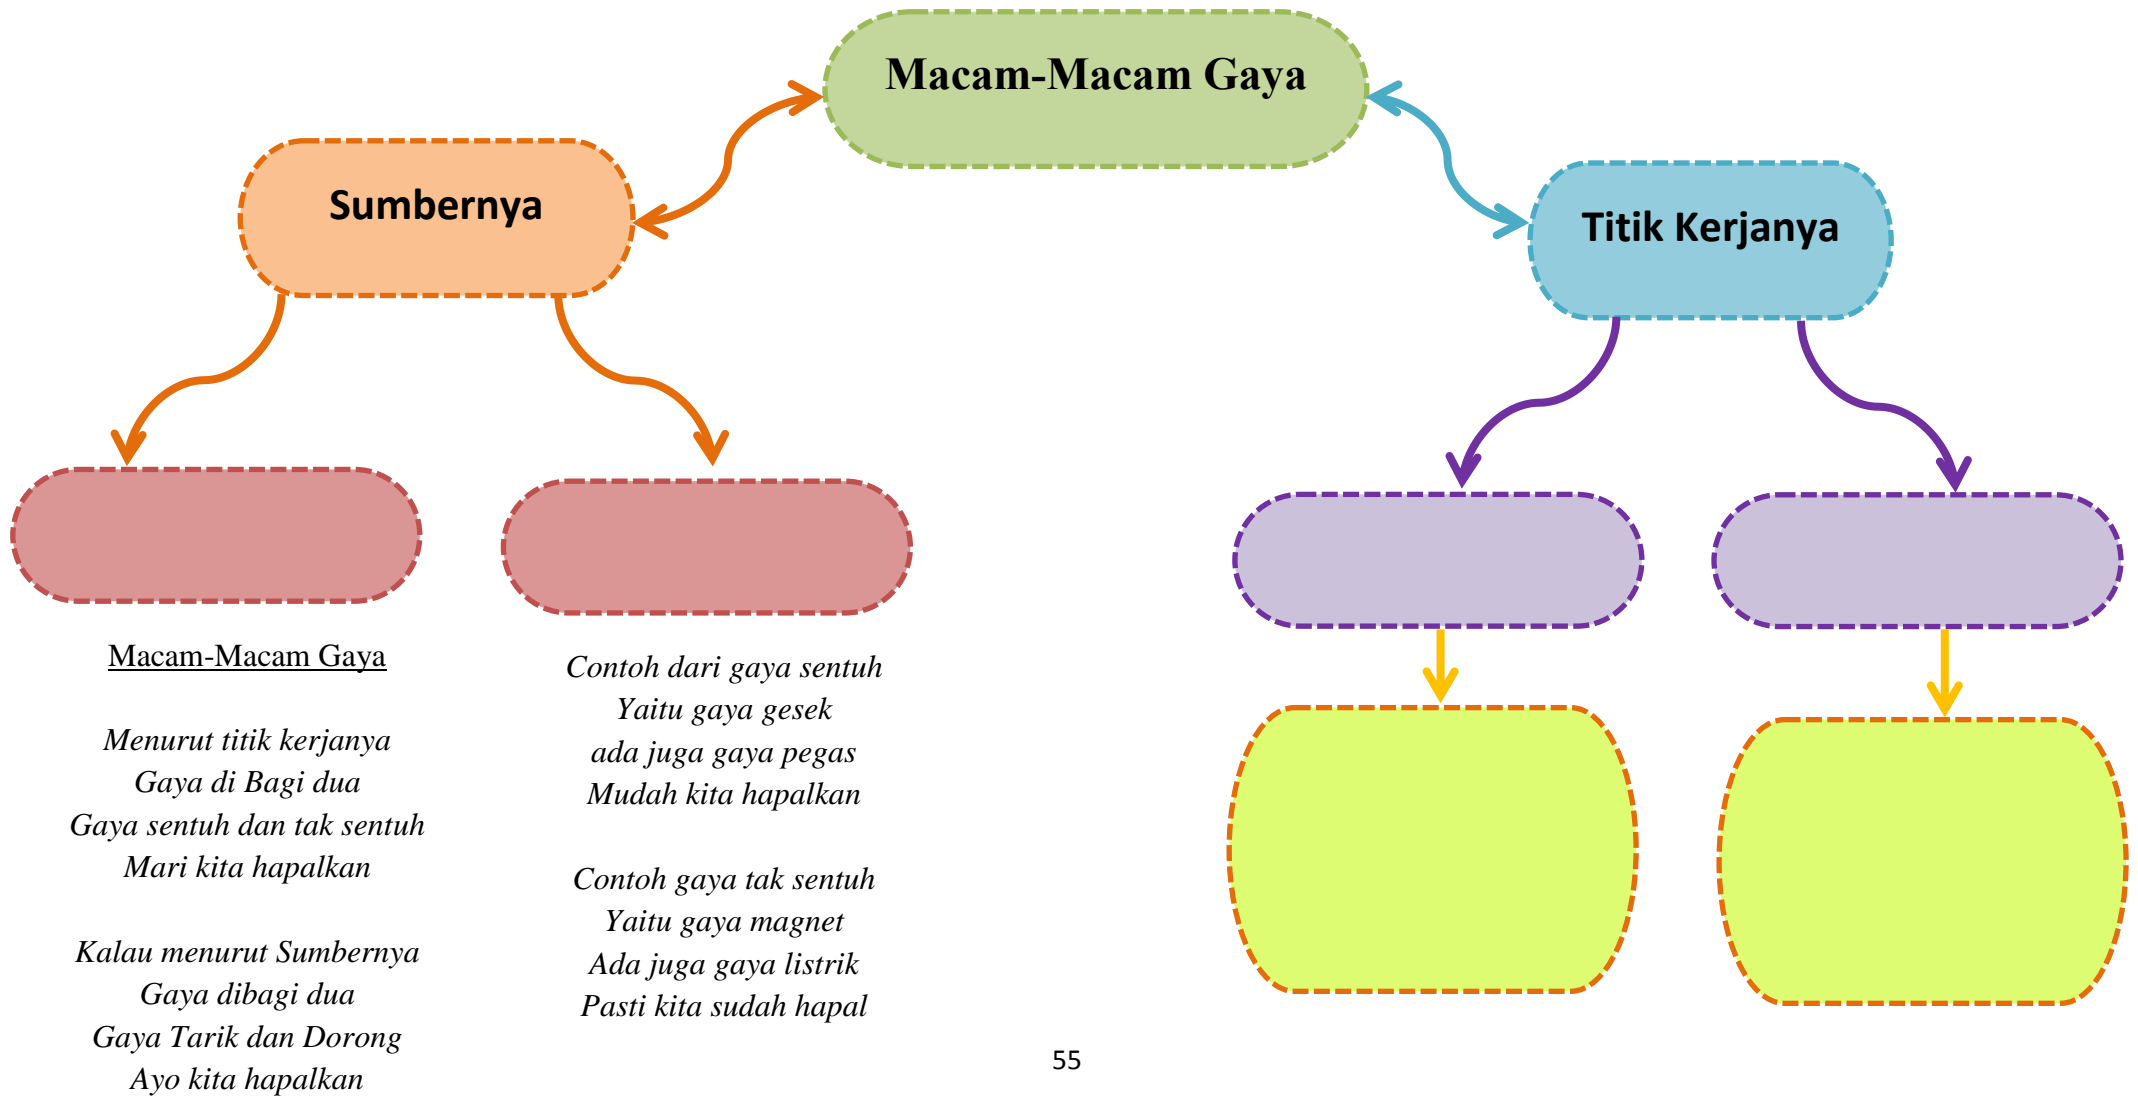 Macam-Macam Gaya
Sumbernya
Titik Kerjanya
Macam-Macam Gaya
Menurut titik kerjanya
Gaya di Bagi dua
Gaya sentuh dan tak sentuh
Mari kita hapalkan
Kalau menurut Sumbernya
Gaya dibagi dua
Gaya Tarik dan Dorong
Ayo kita hapalkan
Contoh dari gaya sentuh
Yaitu gaya gesek
ada juga gaya pegas
Mudah kita hapalkan
Contoh gaya tak sentuh
Yaitu gaya magnet
Ada juga gaya listrik
Pasti kita sudah hapal
55